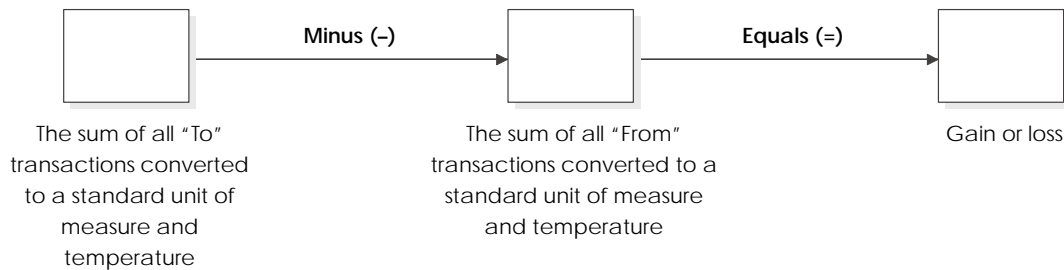 Minus (–)
Equals (=)
The sum of all "To"
transactions converted
to a standard unit of
measure and
temperature
The sum of all "From"
transactions converted to a
standard unit of measure
and temperature
Gain or loss